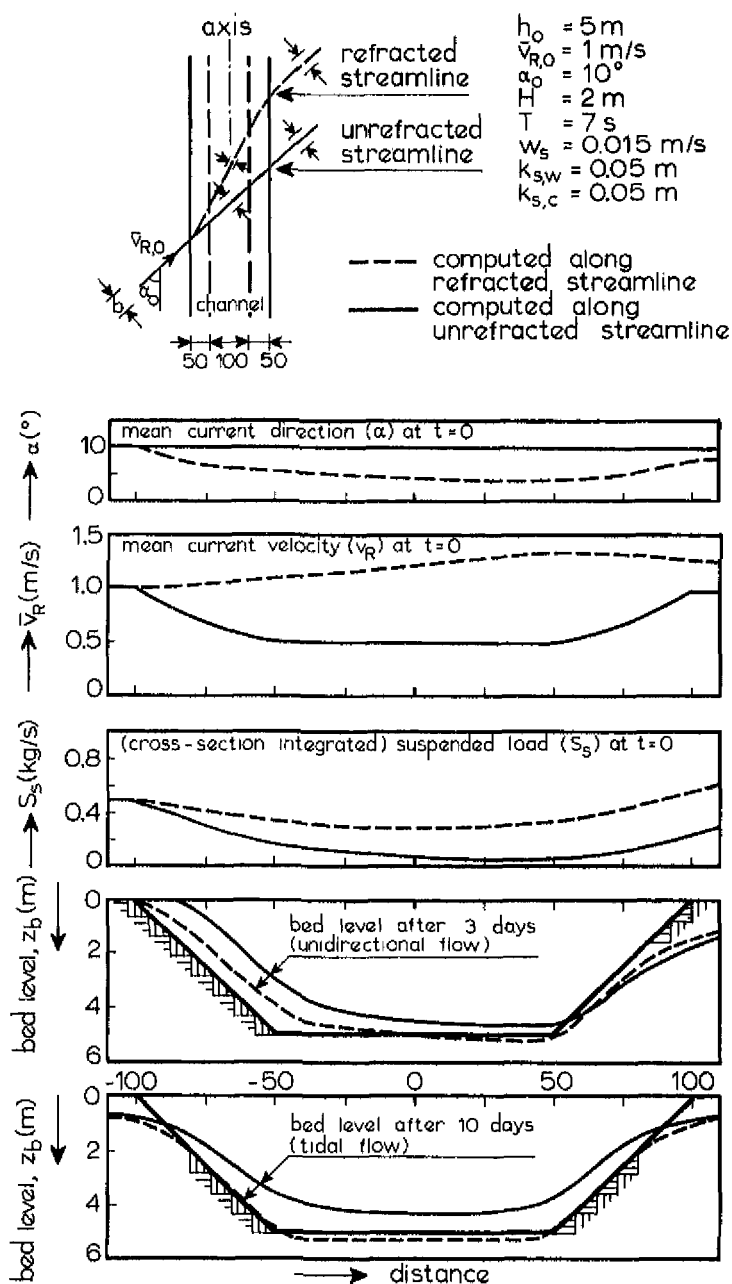 axis
refracted
streamline
unrefracted
streamline
v̄R,0
b
α0
channel
50 100 50
h0 = 5m
v̄R,0 = 1 m/s
α0 = 10°
H = 2 m
T = 7s
ws = 0.015 m/s
ks,w = 0.05 m
ks,c = 0.05 m
computed along
refracted streamline
computed along
unrefracted streamline
α(°)
10
0
mean current direction (α) at t=0
v̄R(m/s)
1.5
1.0
0.5
0
mean current velocity (vR) at t=0
Ss(kg/s)
0.8
0.4
0
(cross-section integrated) suspended load (Ss) at t=0
bed level, zb(m)
0
2
4
6
bed level after 3 days
(unidirectional flow)
-100 -50 0 50 100
bed level, zb(m)
0
2
4
6
bed level after 10 days
(tidal flow)
distance